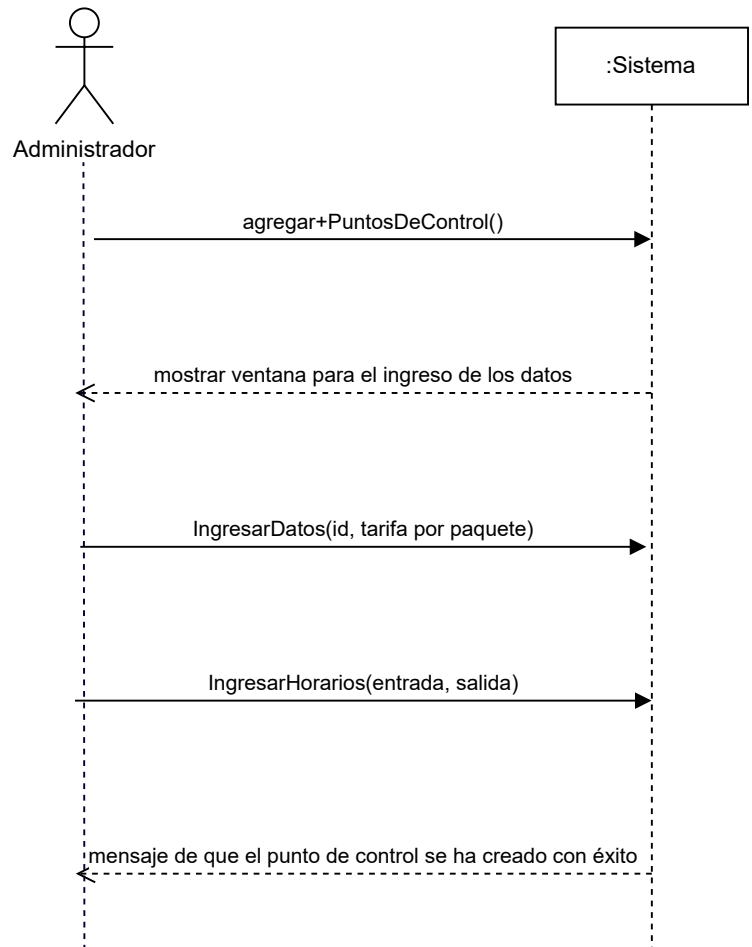 :Sistema
Administrador
agregar+PuntosDeControl()
mostrar ventana para el ingreso de los datos
IngresarDatos(id, tarifa por paquete)
IngresarHorarios(entrada, salida)
mensaje de que el punto de control se ha creado con éxito